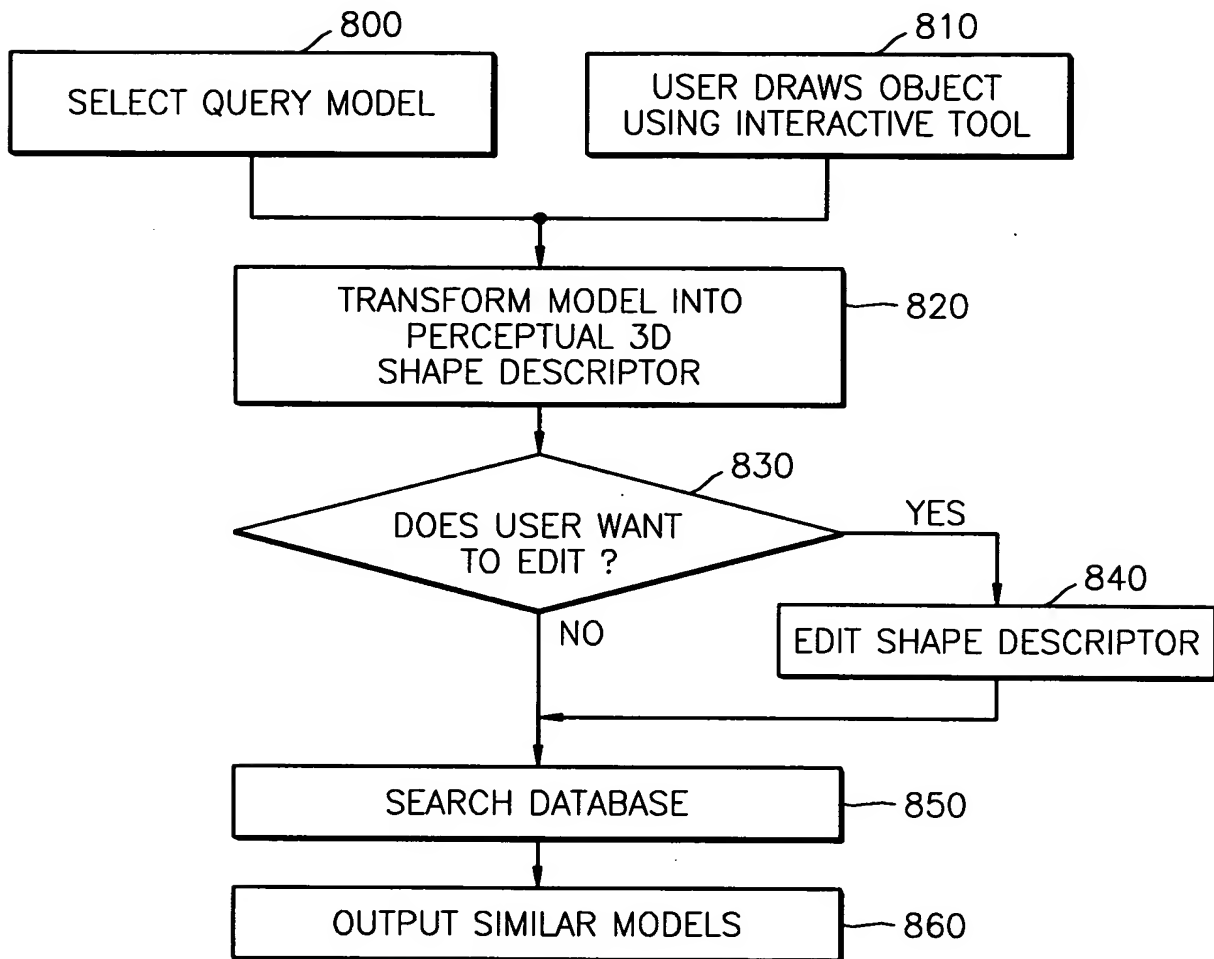 800
SELECT QUERY MODEL
810
USER DRAWS OBJECT
USING INTERACTIVE TOOL
TRANSFORM MODEL INTO
PERCEPTUAL 3D
SHAPE DESCRIPTOR
820
830
DOES USER WANT
TO EDIT ?
YES
NO
840
EDIT SHAPE DESCRIPTOR
SEARCH DATABASE
850
OUTPUT SIMILAR MODELS
860